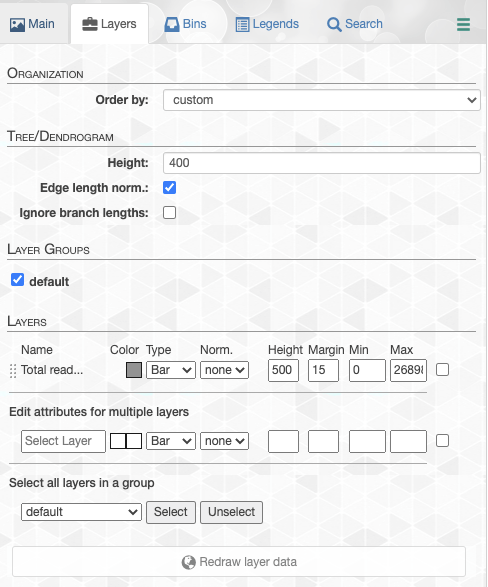 Main Layers Bins Legends Search
Organization
Order by: custom
Tree/Dendrogram
Height: 400
Edge length norm.:
Ignore branch lengths:
Layer Groups
default
Layers
Name Color Type Norm. Height Margin Min Max
Total read... Bar none 500 15 0 26898
Edit attributes for multiple layers
Select Layer Bar none
Select all layers in a group
default Select Unselect
Redraw layer data